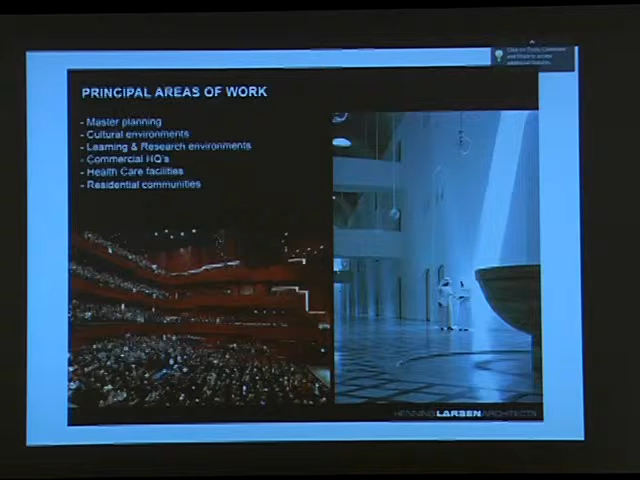 PRINCIPAL AREAS OF WORK
- Master planning
- Cultural environments
- Learning & Research environments
- Commercial HQ's
- Health Care facilities
- Residential communities
HENNING LARSEN ARCHITECTS